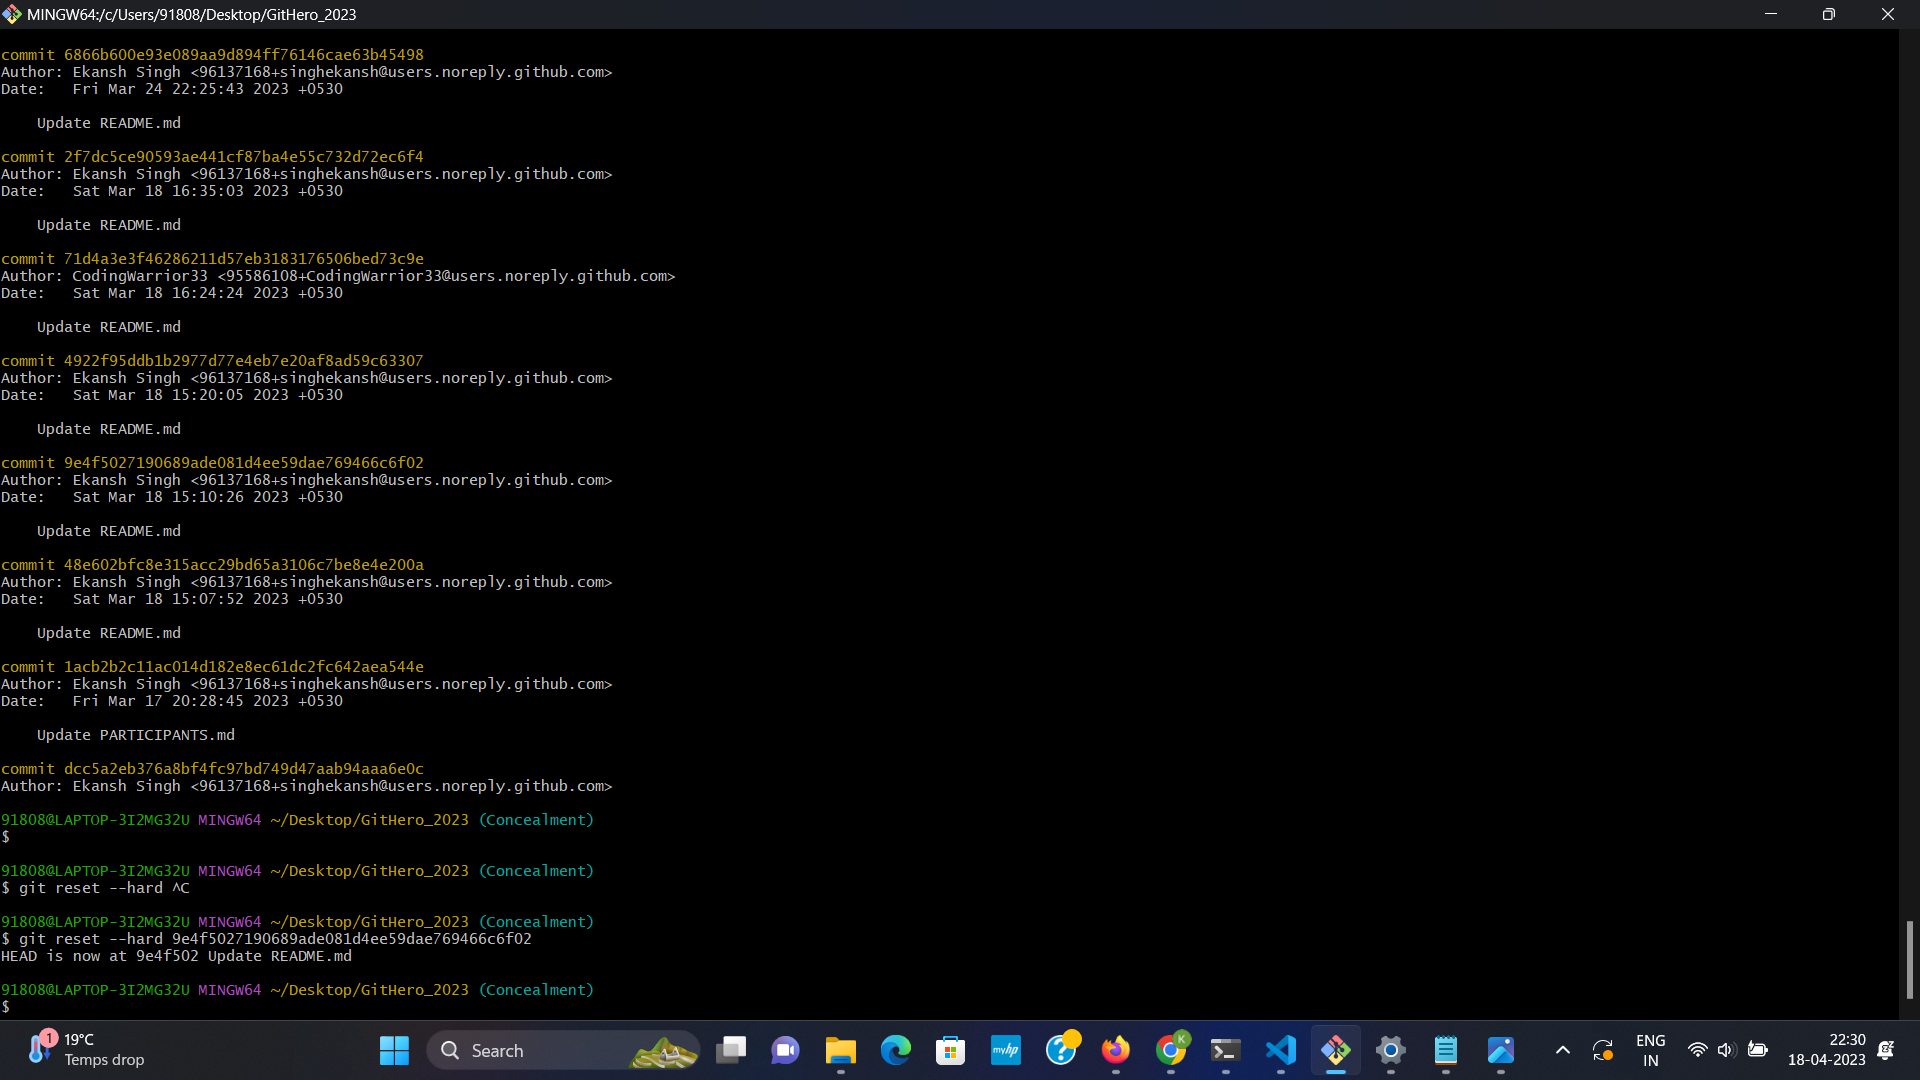 MINGW64:/c/Users/91808/Desktop/GitHero_2023
commit 6866b600e93e089aa9d894ff76146cae63b45498
Author: Ekansh Singh <96137168+singhekansh@users.noreply.github.com>
Date:   Fri Mar 24 22:25:43 2023 +0530
Update README.md
commit 2f7dc5ce90593ae441cf87ba4e55c732d72ec6f4
Author: Ekansh Singh <96137168+singhekansh@users.noreply.github.com>
Date:   Sat Mar 18 16:35:03 2023 +0530
Update README.md
commit 71d4a3e3f46286211d57eb3183176506bed73c9e
Author: CodingWarrior33 <95586108+CodingWarrior33@users.noreply.github.com>
Date:   Sat Mar 18 16:24:24 2023 +0530
Update README.md
commit 4922f95ddb1b2977d77e4eb7e20af8ad59c63307
Author: Ekansh Singh <96137168+singhekansh@users.noreply.github.com>
Date:   Sat Mar 18 15:20:05 2023 +0530
Update README.md
commit 9e4f5027190689ade081d4ee59dae769466c6f02
Author: Ekansh Singh <96137168+singhekansh@users.noreply.github.com>
Date:   Sat Mar 18 15:10:26 2023 +0530
Update README.md
commit 48e602bfc8e315acc29bd65a3106c7be8e4e200a
Author: Ekansh Singh <96137168+singhekansh@users.noreply.github.com>
Date:   Sat Mar 18 15:07:52 2023 +0530
Update README.md
commit 1acb2b2c11ac014d182e8ec61dc2fc642aea544e
Author: Ekansh Singh <96137168+singhekansh@users.noreply.github.com>
Date:   Fri Mar 17 20:28:45 2023 +0530
Update PARTICIPANTS.md
commit dcc5a2eb376a8bf4fc97bd749d47aab94aaa6e0c
Author: Ekansh Singh <96137168+singhekansh@users.noreply.github.com>
91808@LAPTOP-3I2MG32U MINGW64 ~/Desktop/GitHero_2023 (Concealment)
$
91808@LAPTOP-3I2MG32U MINGW64 ~/Desktop/GitHero_2023 (Concealment)
$ git reset --hard ^C
91808@LAPTOP-3I2MG32U MINGW64 ~/Desktop/GitHero_2023 (Concealment)
$ git reset --hard 9e4f5027190689ade081d4ee59dae769466c6f02
HEAD is now at 9e4f502 Update README.md
91808@LAPTOP-3I2MG32U MINGW64 ~/Desktop/GitHero_2023 (Concealment)
$
1
19°C
Temps drop
Search
myhp
K
ENG
IN
22:30
18-04-2023